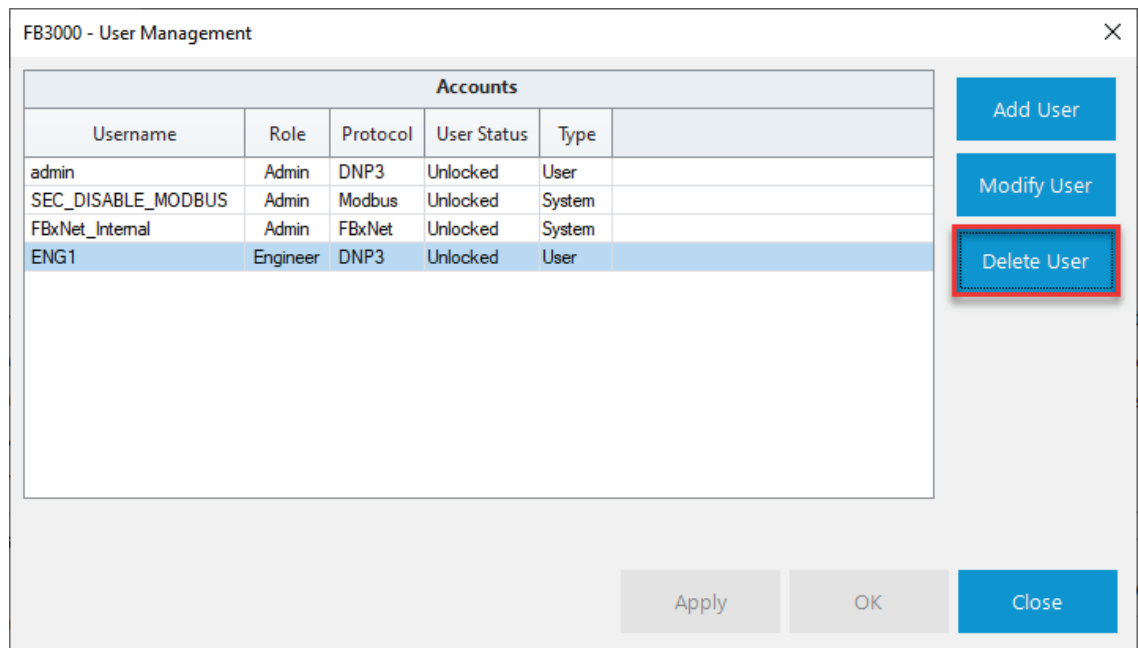 FB3000 - User Management
Accounts
Username Role Protocol User Status Type
admin Admin DNP3 Unlocked User
SEC_DISABLE_MODBUS Admin Modbus Unlocked System
FBxNet_Internal Admin FBxNet Unlocked System
ENG1 Engineer DNP3 Unlocked User
Add User
Modify User
Delete User
Apply OK Close